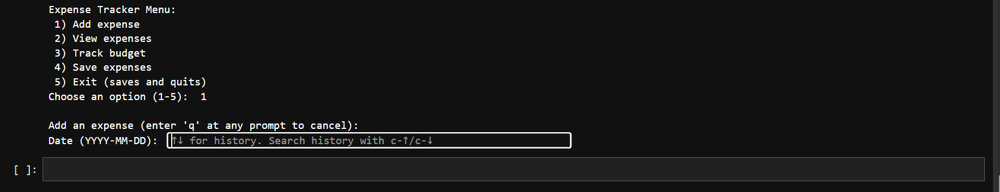 Expense Tracker Menu:
1) Add expense
2) View expenses
3) Track budget
4) Save expenses
5) Exit (saves and quits)
Choose an option (1-5): 1
Add an expense (enter 'q' at any prompt to cancel):
Date (YYYY-MM-DD): ↑↓ for history. Search history with c-↑/c-↓
[ ]: